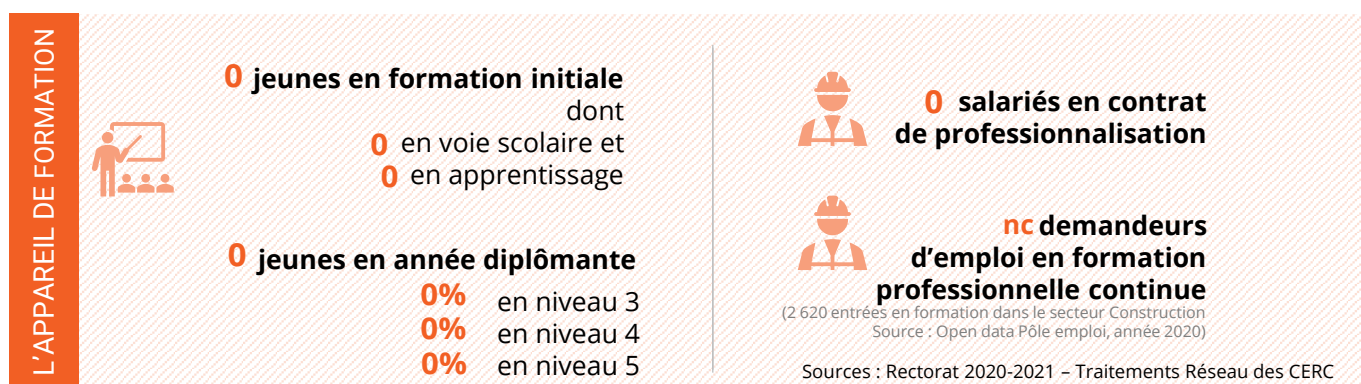 L'APPAREIL DE FORMATION
0 jeunes en formation initiale
dont
0 en voie scolaire et
0 en apprentissage
0 jeunes en année diplômante
0% en niveau 3
0% en niveau 4
0% en niveau 5
0 salariés en contrat
de professionnalisation
nc demandeurs
d’emploi en formation
professionnelle continue
(2 620 entrées en formation dans le secteur Construction
Source : Open data Pôle emploi, année 2020)
Sources : Rectorat 2020-2021 – Traitements Réseau des CERC